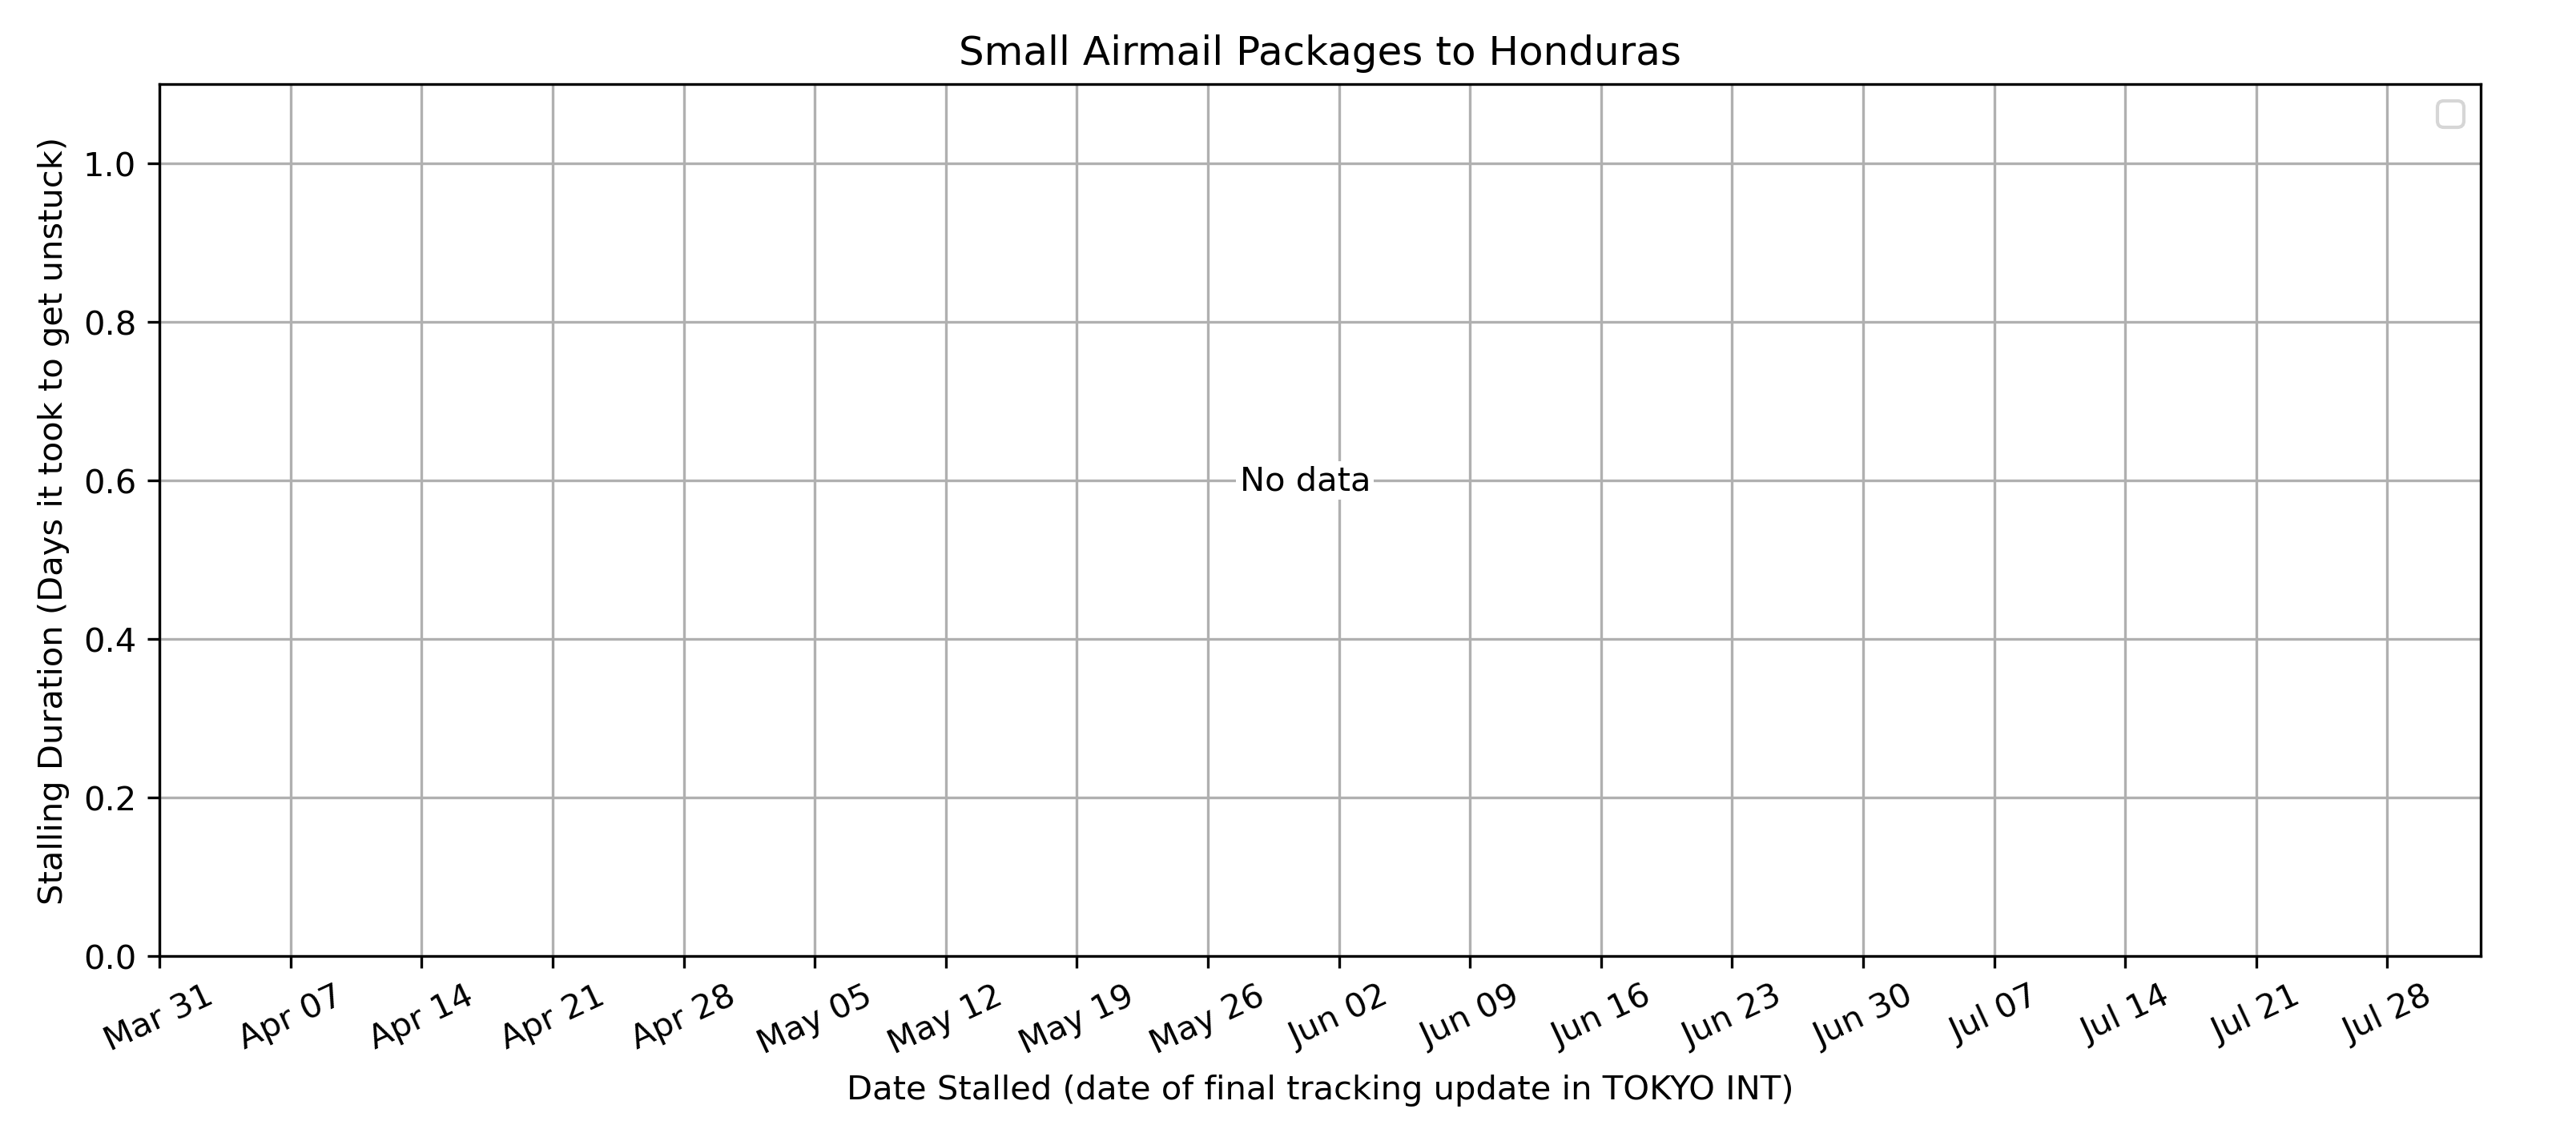 Small Airmail Packages to Honduras
Stalling Duration (Days it took to get unstuck)
1.0
0.8
0.6
0.4
0.2
0.0
No data
Mar 31
Apr 07
Apr 14
Apr 21
Apr 28
May 05
May 12
May 19
May 26
Jun 02
Jun 09
Jun 16
Jun 23
Jun 30
Jul 07
Jul 14
Jul 21
Jul 28
Date Stalled (date of final tracking update in TOKYO INT)